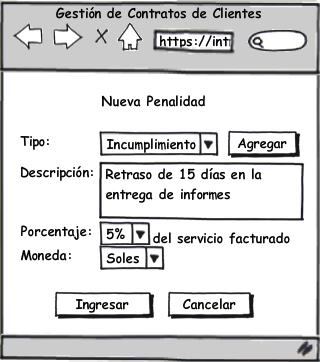 Gestión de Contratos de Clientes
https://int
Nueva Penalidad
Tipo: Incumplimiento Agregar
Descripción: Retraso de 15 días en la
entrega de informes
Porcentaje: 5% del servicio facturado
Moneda: Soles
Ingresar Cancelar